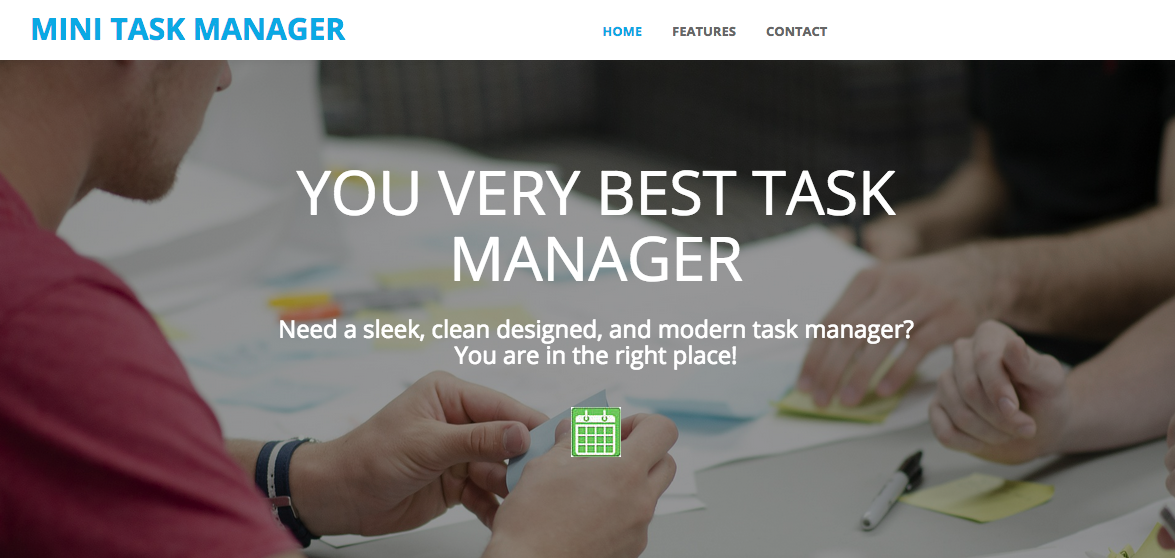 MINI TASK MANAGER
HOME FEATURES CONTACT
YOU VERY BEST TASK
MANAGER
Need a sleek, clean designed, and modern task manager?
You are in the right place!